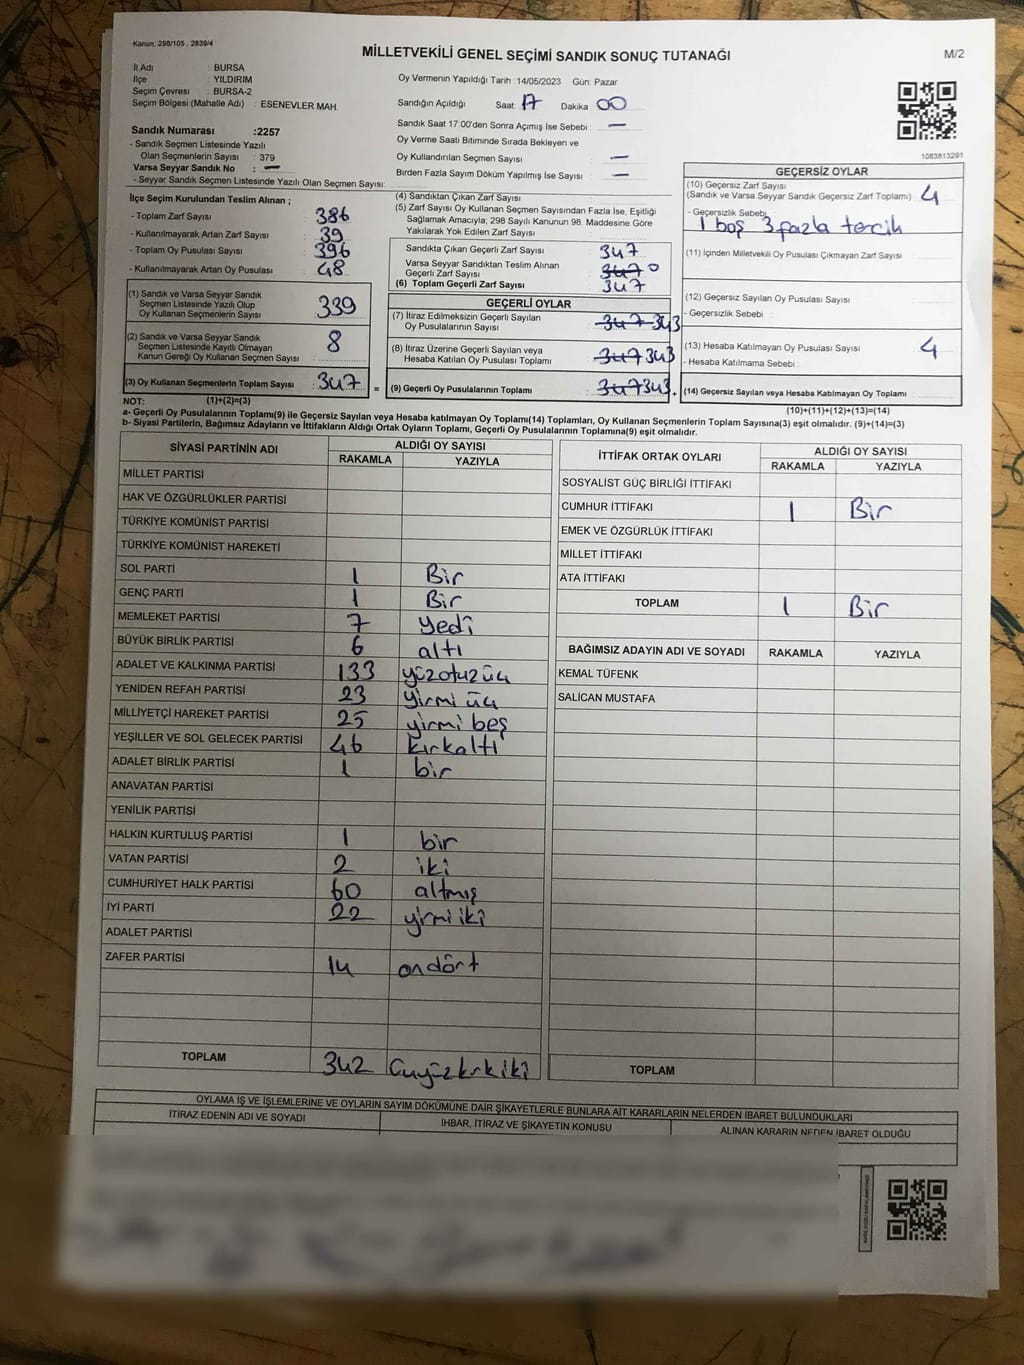 Kanun: 298/105 , 2839/4
MİLLETVEKİLİ GENEL SEÇİMİ SANDIK SONUÇ TUTANAĞI
M/2
İl Adı : BURSA
İlçe : YILDIRIM
Seçim Çevresi : BURSA-2
Seçim Bölgesi (Mahalle Adı) : ESENEVLER MAH.
Sandık Numarası :2257
- Sandık Seçmen Listesinde Yazılı
Olan Seçmenlerin Sayısı : 379
Varsa Seyyar Sandık No : —
- Seyyar Sandık Seçmen Listesinde Yazılı Olan Seçmen Sayısı:
Oy Vermenin Yapıldığı Tarih :14/05/2023 Gün: Pazar
Sandığın Açıldığı Saat: 17 Dakika : 00
Sandık Saat 17:00'den Sonra Açımış İse Sebebi : —
Oy Verme Saati Bitiminde Sırada Bekleyen ve
Oy Kullandırılan Seçmen Sayısı : —
Birden Fazla Sayım Döküm Yapılmış İse Sayısı : —
1083813291
İlçe Seçim Kurulundan Teslim Alınan ;
- Toplam Zarf Sayısı : 386
- Kullanılmayarak Artan Zarf Sayısı : 39
- Toplam Oy Pusulası Sayısı : 396
- Kullanılmayarak Artan Oy Pusulası : 48
(1) Sandık ve Varsa Seyyar Sandık
Seçmen Listesinde Yazılı Olup
Oy Kullanan Seçmenlerin Sayısı : 339
(2) Sandık ve Varsa Seyyar Sandık
Seçmen Listesinde Kayıtlı Olmayan
Kanun Gereği Oy Kullanan Seçmen Sayısı : 8
(3) Oy Kullanan Seçmenlerin Toplam Sayısı : 347 =
(4) Sandıktan Çıkan Zarf Sayısı :
(5) Zarf Sayısı Oy Kullanan Seçmen Sayısından Fazla İse, Eşitliği
Sağlamak Amacıyla; 298 Sayılı Kanunun 98. Maddesine Göre
Yakılarak Yok Edilen Zarf Sayısı :
Sandıkta Çıkan Geçerli Zarf Sayısı : 347
Varsa Seyyar Sandıktan Teslim Alınan
Geçerli Zarf Sayısı : 347 0
(6) Toplam Geçerli Zarf Sayısı : 347
GEÇERLİ OYLAR
(7) İtiraz Edilmeksizin Geçerli Sayılan
Oy Pusulalarının Sayısı : 347 343
(8) İtiraz Üzerine Geçerli Sayılan veya
Hesaba Katılan Oy Pusulası Toplamı : 347 343
(9) Geçerli Oy Pusulalarının Toplamı : 347 343 +
GEÇERSİZ OYLAR
(10) Geçersiz Zarf Sayısı
(Sandık ve Varsa Seyyar Sandık Geçersiz Zarf Toplamı) : 4
- Geçersizlik Sebebi :
1 boş 3 fazla tercih
(11) İçinden Milletvekili Oy Pusulası Çıkmayan Zarf Sayısı :
(12) Geçersiz Sayılan Oy Pusulası Sayısı :
- Geçersizlik Sebebi :
(13) Hesaba Katılmayan Oy Pusulası Sayısı : 4
- Hesaba Katılmama Sebebi :
(14) Geçersiz Sayılan veya Hesaba Katılmayan Oy Pusulası Toplamı :
NOT: (1)+(2)=(3)
(10)+(11)+(12)+(13)=(14)
a- Geçerli Oy Pusulalarının Toplamı(9) ile Geçersiz Sayılan veya Hesaba katılmayan Oy Toplamı(14) Toplamları, Oy Kullanan Seçmenlerin Toplam Sayısına(3) eşit olmalıdır. (9)+(14)=(3)
b- Siyasi Partilerin, Bağımsız Adayların ve İttifakların Aldığı Ortak Oyların Toplamı, Geçerli Oy Pusulalarının Toplamına(9) eşit olmalıdır.
SİYASİ PARTİNİN ADI ALDIĞI OY SAYISI
RAKAMLA YAZIYLA
MİLLET PARTİSİ
HAK VE ÖZGÜRLÜKLER PARTİSİ
TÜRKİYE KOMÜNİST PARTİSİ
TÜRKİYE KOMÜNİST HAREKETİ
SOL PARTİ 1 Bir
GENÇ PARTİ 1 Bir
MEMLEKET PARTİSİ 7 yedi
BÜYÜK BİRLİK PARTİSİ 6 altı
ADALET VE KALKINMA PARTİSİ 133 yüzotuzüç
YENİDEN REFAH PARTİSİ 23 yirmi üç
MİLLİYETÇİ HAREKET PARTİSİ 25 yirmi beş
YEŞİLLER VE SOL GELECEK PARTİSİ 46 kırkaltı
ADALET BİRLİK PARTİSİ 1 bir
ANAVATAN PARTİSİ
YENİLİK PARTİSİ
HALKIN KURTULUŞ PARTİSİ 1 bir
VATAN PARTİSİ 2 iki
CUMHURİYET HALK PARTİSİ 60 altmış
İYİ PARTİ 22 yirmi iki
ADALET PARTİSİ
ZAFER PARTİSİ 14 ondört
TOPLAM 342 üçyüzkırkiki
İTTİFAK ORTAK OYLARI ALDIĞI OY SAYISI
RAKAMLA YAZIYLA
SOSYALİST GÜÇ BİRLİĞİ İTTİFAKI
CUMHUR İTTİFAKI 1 Bir
EMEK VE ÖZGÜRLÜK İTTİFAKI
MİLLET İTTİFAKI
ATA İTTİFAKI
TOPLAM 1 Bir
BAĞIMSIZ ADAYIN ADI VE SOYADI RAKAMLA YAZIYLA
KEMAL TÜFENK
SALİCAN MUSTAFA
TOPLAM
OYLAMA İŞ VE İŞLEMLERİNE VE OYLARIN SAYIM DÖKÜMÜNE DAİR ŞİKAYETLERLE BUNLARA AİT KARARLARIN NELERDEN İBARET BULUNDUKLARI
İTİRAZ EDENİN ADI VE SOYADI İHBAR, İTİRAZ VE ŞİKAYETİN KONUSU ALINAN KARARIN NEDEN İBARET OLDUĞU